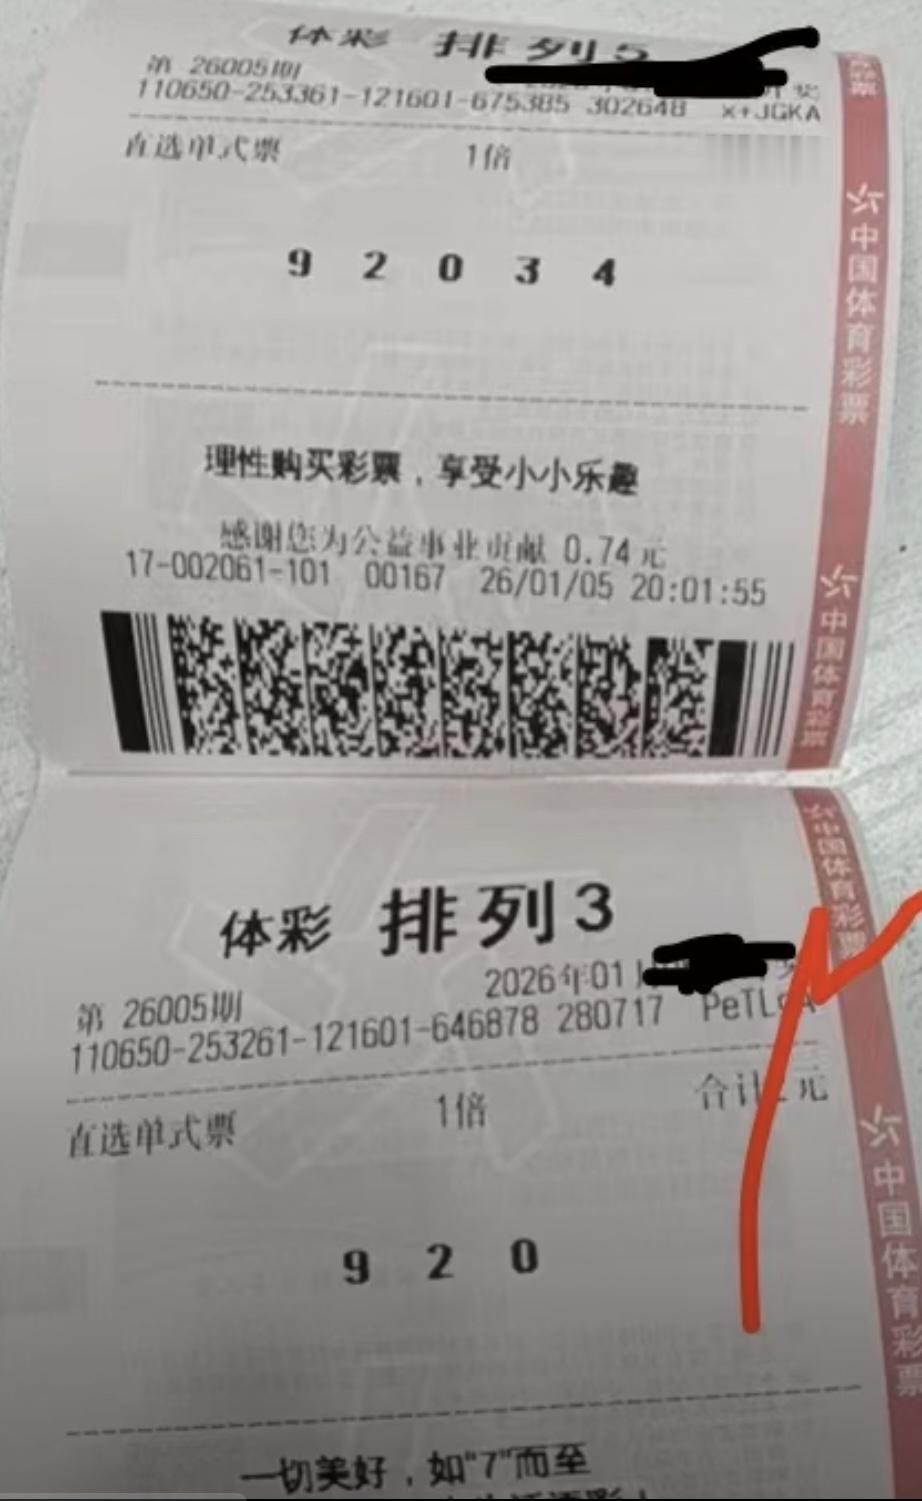 体彩 排列5
第 26005期
110650-253361-121601-675385 302648 x+JGKA
直选单式票 1倍
9 2 0 3 4
理性购买彩票，享受小小乐趣
感谢您为公益事业贡献 0.74元
17-002061-101 00167 26/01/05 20:01:55
中国体育彩票
中国体育彩票
中国体育彩票
体彩 排列3
第 26005期 2026年01月
110650-253261-121601-646878 280717
直选单式票 1倍 合计 元
9 2 0
中国体育彩票
一切美好，如“7”而至